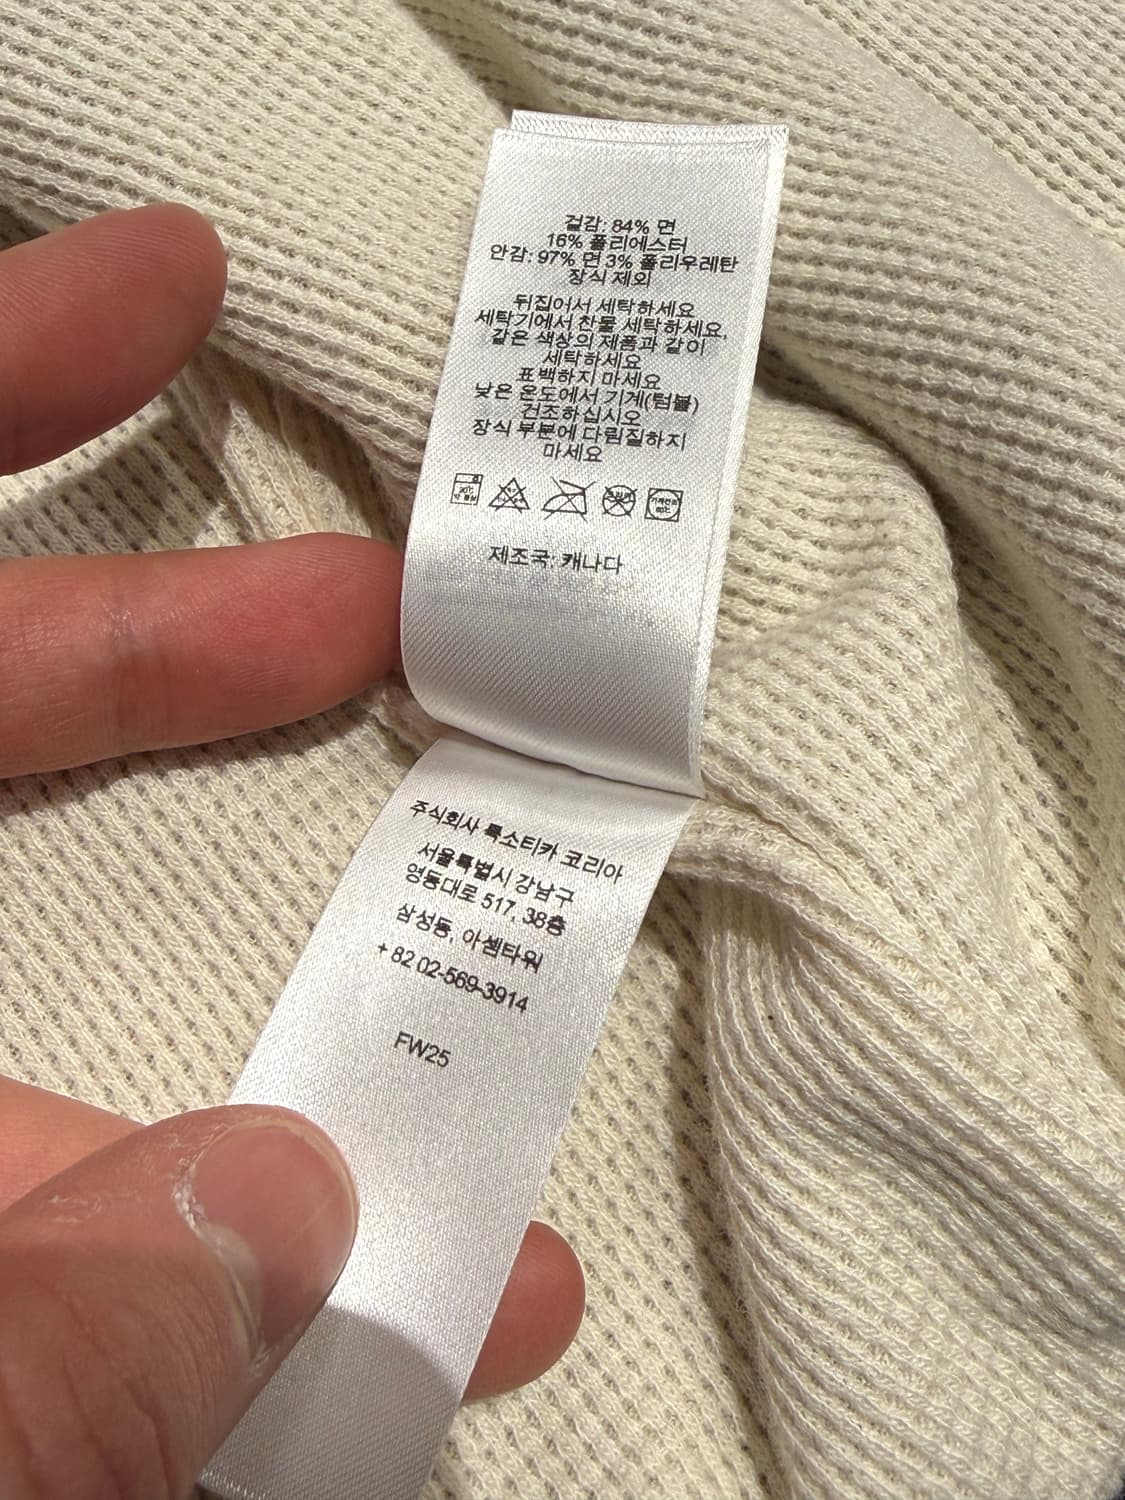 겉감: 84% 면
16% 폴리에스터
안감: 97% 면 3% 폴리우레탄
장식 제외
뒤집어서 세탁하세요
세탁기에서 찬물 세탁하세요,
같은 색상의 제품과 같이
세탁하세요
표백하지 마세요
낮은 온도에서 기계(텀블)
건조하십시오
장식 부분에 다림질하지
마세요
제조국: 캐나다
주식회사 룩소티카 코리아
서울특별시 강남구
영동대로 517, 38층
삼성동, 아셈타워
+ 82 02-569-3914
FW25